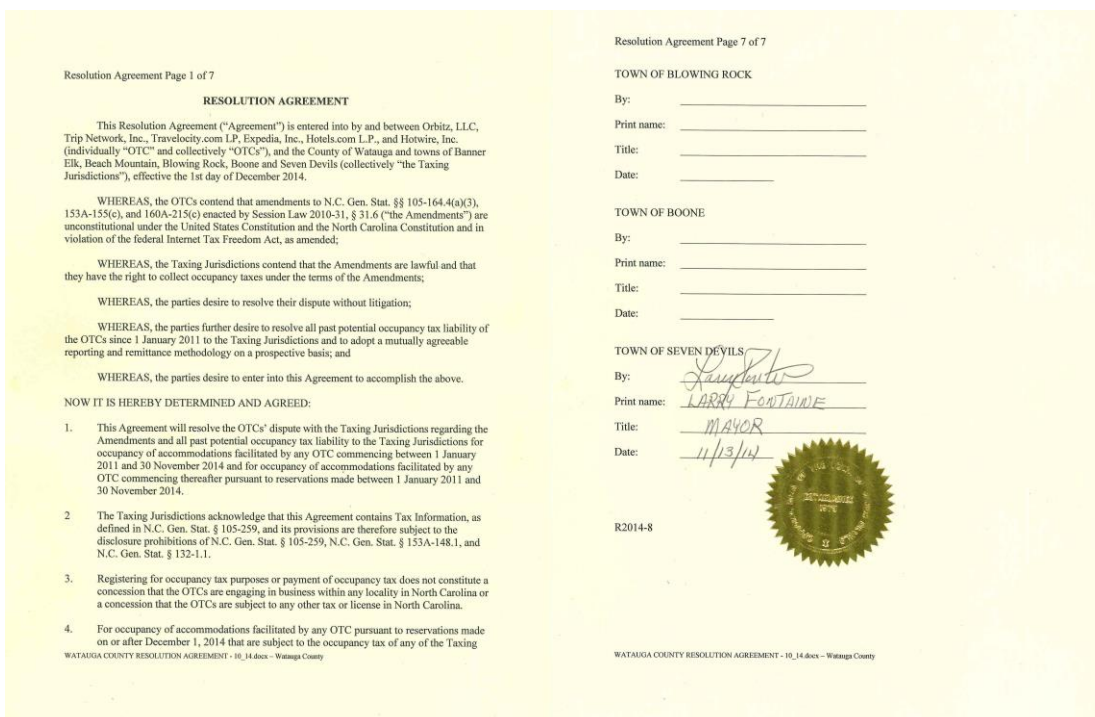 Resolution Agreement Page 1 of 7
RESOLUTION AGREEMENT
This Resolution Agreement (“Agreement”) is entered into by and between Orbitz, LLC,
Trip Network, Inc., Travelocity.com LP, Expedia, Inc., Hotels.com L.P., and Hotwire, Inc.
(individually “OTC” and collectively “OTCs”), and the County of Watauga and towns of Banner
Elk, Beach Mountain, Blowing Rock, Boone and Seven Devils (collectively “the Taxing
Jurisdictions”), effective the 1st day of December 2014.
WHEREAS, the OTCs contend that amendments to N.C. Gen. Stat. §§ 105-164.4(a)(3),
153A-155(c), and 160A-215(c) enacted by Session Law 2010-31, § 31.6 (“the Amendments”) are
unconstitutional under the United States Constitution and the North Carolina Constitution and in
violation of the federal Internet Tax Freedom Act, as amended;
WHEREAS, the Taxing Jurisdictions contend that the Amendments are lawful and that
they have the right to collect occupancy taxes under the terms of the Amendments;
WHEREAS, the parties desire to resolve their dispute without litigation;
WHEREAS, the parties further desire to resolve all past potential occupancy tax liability of
the OTCs since 1 January 2011 to the Taxing Jurisdictions and to adopt a mutually agreeable
reporting and remittance methodology on a prospective basis; and
WHEREAS, the parties desire to enter into this Agreement to accomplish the above.
NOW IT IS HEREBY DETERMINED AND AGREED:
1. This Agreement will resolve the OTCs’ dispute with the Taxing Jurisdictions regarding the
Amendments and all past potential occupancy tax liability to the Taxing Jurisdictions for
occupancy of accommodations facilitated by any OTC commencing between 1 January
2011 and 30 November 2014 and for occupancy of accommodations facilitated by any
OTC commencing thereafter pursuant to reservations made between 1 January 2011 and
30 November 2014.
2 The Taxing Jurisdictions acknowledge that this Agreement contains Tax Information, as
defined in N.C. Gen. Stat. § 105-259, and its provisions are therefore subject to the
disclosure prohibitions of N.C. Gen. Stat. § 105-259, N.C. Gen. Stat. § 153A-148.1, and
N.C. Gen. Stat. § 132-1.1.
3. Registering for occupancy tax purposes or payment of occupancy tax does not constitute a
concession that the OTCs are engaging in business within any locality in North Carolina or
a concession that the OTCs are subject to any other tax or license in North Carolina.
4. For occupancy of accommodations facilitated by any OTC pursuant to reservations made
on or after December 1, 2014 that are subject to the occupancy tax of any of the Taxing
WATAUGA COUNTY RESOLUTION AGREEMENT - 10_14.docx – Watauga County
Resolution Agreement Page 7 of 7
TOWN OF BLOWING ROCK
By:
Print name:
Title:
Date:
TOWN OF BOONE
By:
Print name:
Title:
Date:
TOWN OF SEVEN DEVILS
By:
Print name: LARRY FONTAINE
Title: MAYOR
Date: 11/13/14
R2014-8
WATAUGA COUNTY RESOLUTION AGREEMENT - 10_14.docx – Watauga County